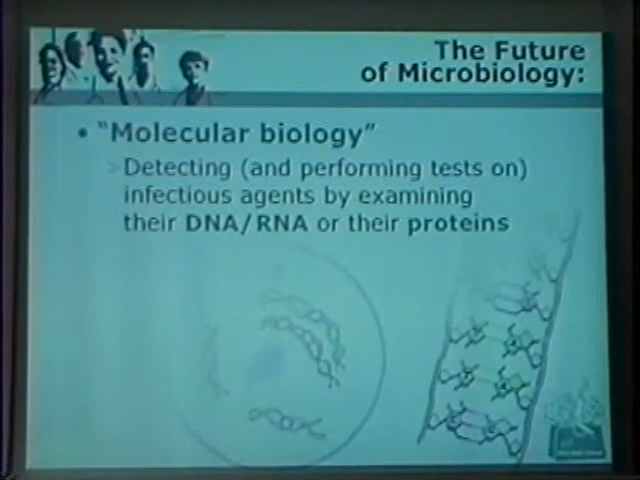 The Future
of Microbiology:
• "Molecular biology"
>Detecting (and performing tests on)
infectious agents by examining
their DNA/RNA or their proteins